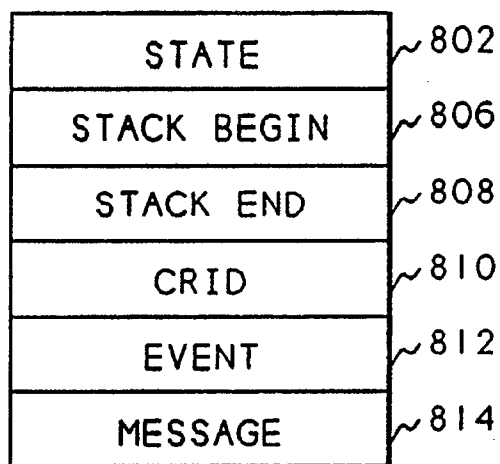 STATE 802
STACK BEGIN 806
STACK END 808
CRID 810
EVENT 812
MESSAGE 814